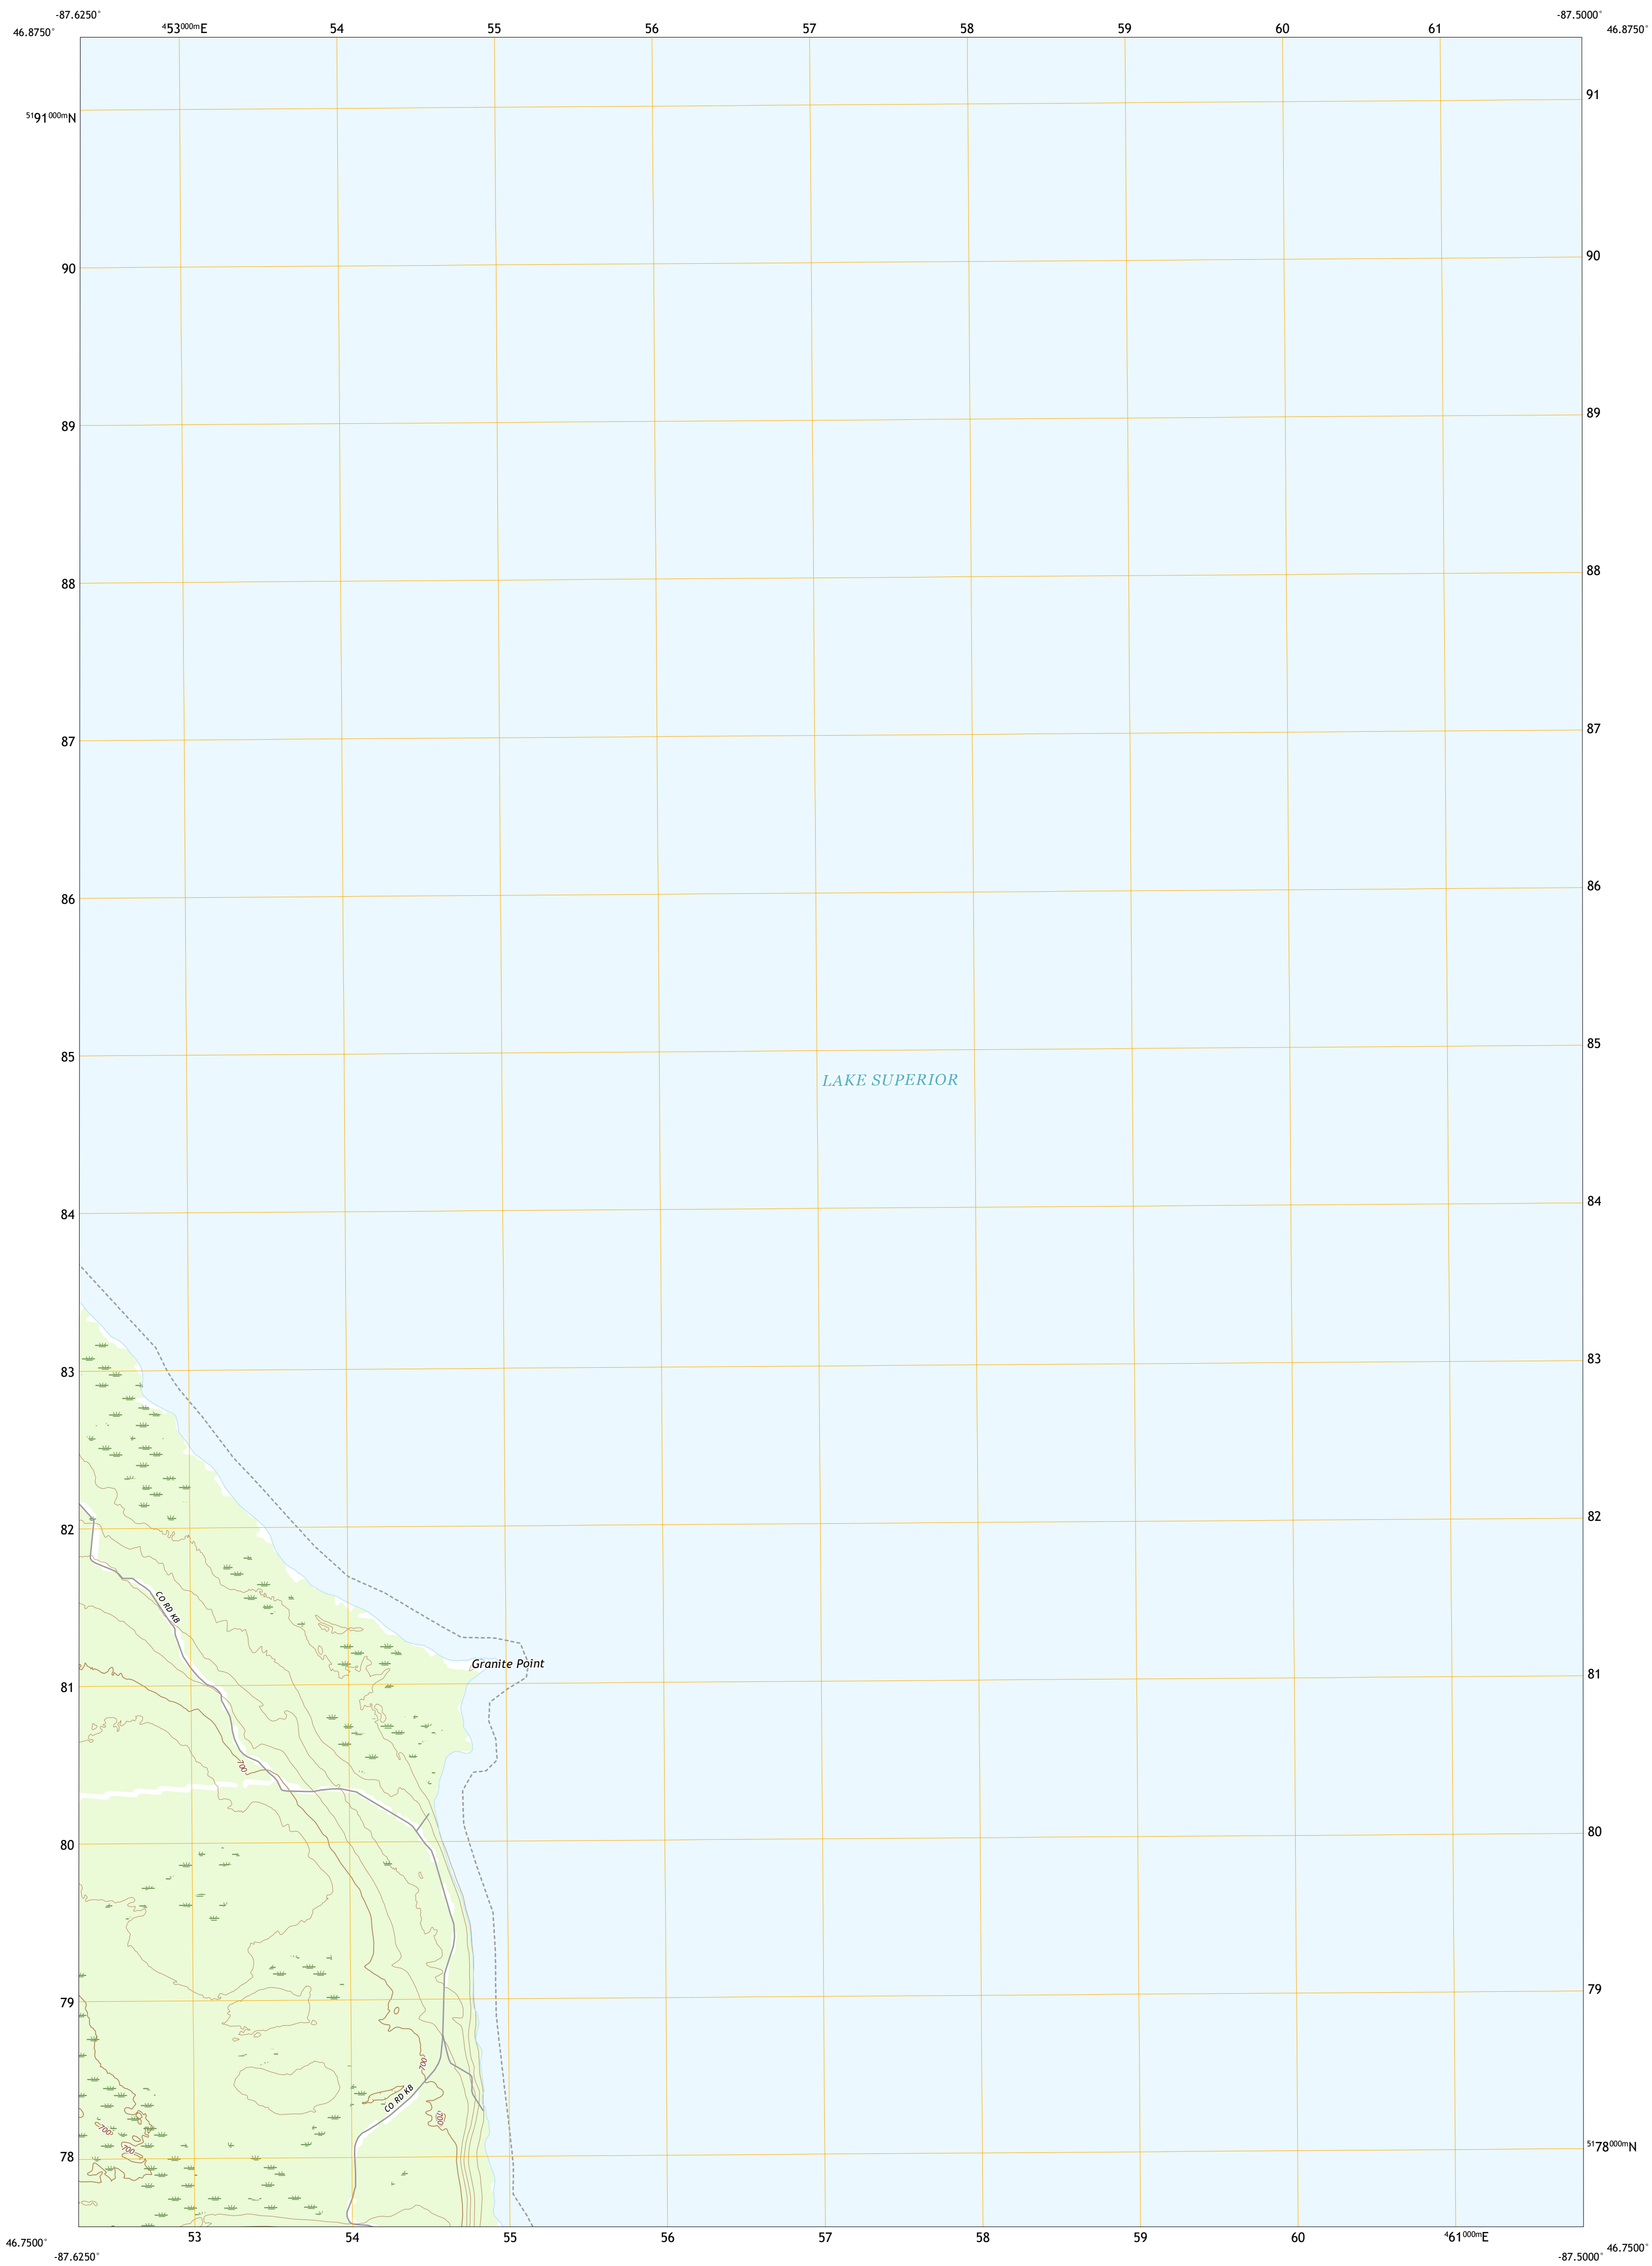 -87.6250° -87.5000°
46.8750° ⁴53⁰⁰⁰ᵐE 54 55 56 57 58 59 60 61 46.8750°
91
⁵¹91⁰⁰⁰ᵐN
90 90
89 89
88 88
87 87
86 86
85 85
LAKE SUPERIOR
84 84
83 83
82 82
CO RD KB
Granite Point
81 81
700
80 80
79 79
700
CO RD KB
700
700
700
78 ⁵¹78⁰⁰⁰ᵐN
53 54 55 56 57 58 59 60 ⁴61⁰⁰⁰ᵐE
46.7500° 46.7500°
-87.6250° -87.5000°